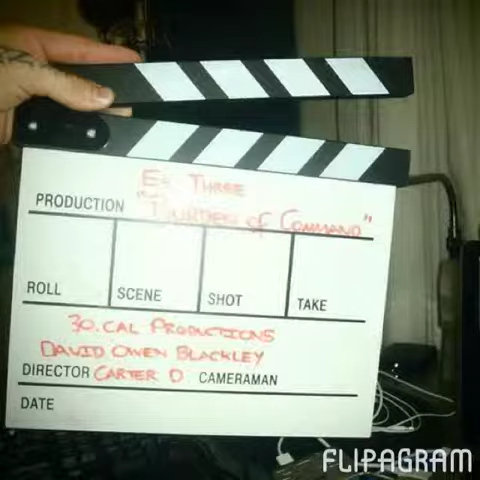 Ep. Three
PRODUCTION "Burden of Command"
ROLL SCENE SHOT TAKE
30.CAL PRODUCTIONS
DAVID OWEN BLACKLEY
DIRECTOR CARTER D CAMERAMAN
DATE
FLIPAGRAM